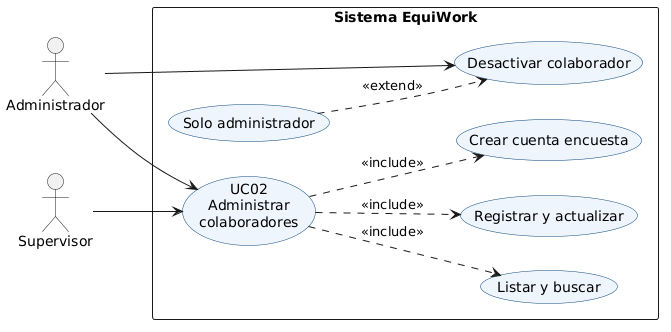 Sistema EquiWork
Administrador
Supervisor
Desactivar colaborador
«extend»
Solo administrador
Crear cuenta encuesta
«include»
UC02
Administrar
colaboradores
«include»
Registrar y actualizar
«include»
Listar y buscar